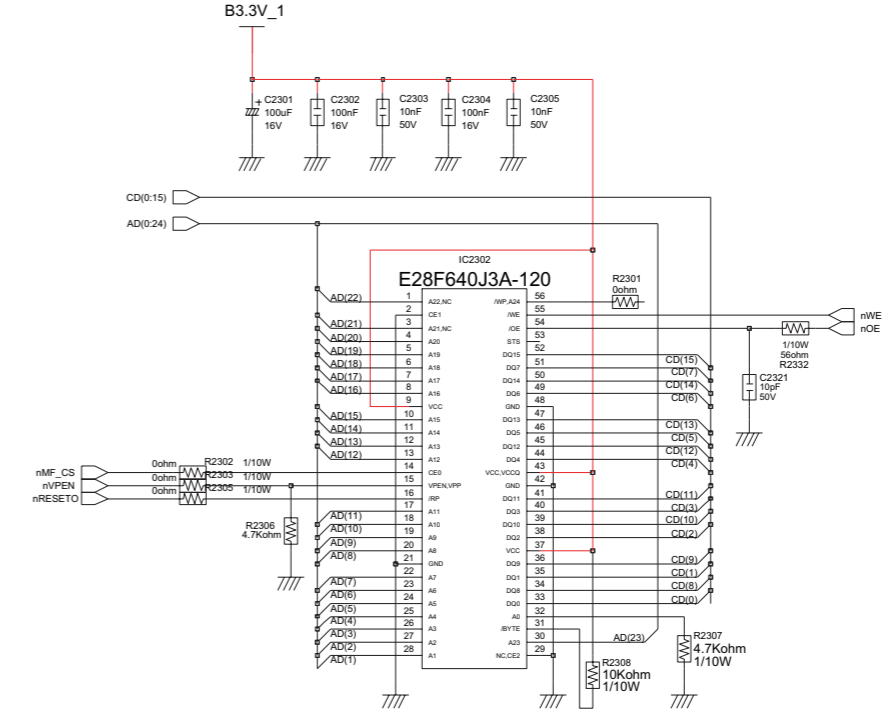 B3.3V_1
C2301
100uF
16V
C2302
100nF
16V
C2303
10nF
50V
C2304
100nF
16V
C2305
10nF
50V
CD(0:15)
AD(0:24)
IC2302
E28F640J3A-120
R2301
0ohm
nWE
nOE
1/10W
56ohm
R2332
C2321
10pF
50V
AD(22) 1 A22,NC /WP,A24 56
2 CE1 /WE 55
AD(21) 3 A21,NC /OE 54
AD(20) 4 A20 STS 53
AD(19) 5 A19 DQ15 52 CD(15)
AD(18) 6 A18 DQ7 51 CD(7)
AD(17) 7 A17 DQ14 50 CD(14)
AD(16) 8 A16 DQ6 49 CD(6)
9 VCC GND 48
AD(15) 10 A15 DQ13 47 CD(13)
AD(14) 11 A14 DQ5 46 CD(5)
AD(13) 12 A13 DQ12 45 CD(12)
AD(12) 13 A12 DQ4 44 CD(4)
nMF_CS 0ohm R2302 1/10W 14 CE0 VCC,VCCQ 43
nVPEN 0ohm R2303 1/10W 15 VPEN,VPP GND 42
nRESETO 0ohm R2305 1/10W 16 /RP DQ11 41 CD(11)
AD(11) 17 A11 DQ3 40 CD(3)
AD(10) 18 A10 DQ10 39 CD(10)
AD(9) 19 A9 DQ2 38 CD(2)
AD(8) 20 A8 VCC 37
21 GND DQ9 36 CD(9)
AD(7) 22 A7 DQ1 35 CD(1)
AD(6) 23 A6 DQ8 34 CD(8)
AD(5) 24 A5 DQ0 33 CD(0)
AD(4) 25 A4 A0 32
AD(3) 26 A3 /BYTE 31
AD(2) 27 A2 A23 30 AD(23)
AD(1) 28 A1 NC,CE2 29
R2306
4.7Kohm
R2307
4.7Kohm
1/10W
R2308
10Kohm
1/10W